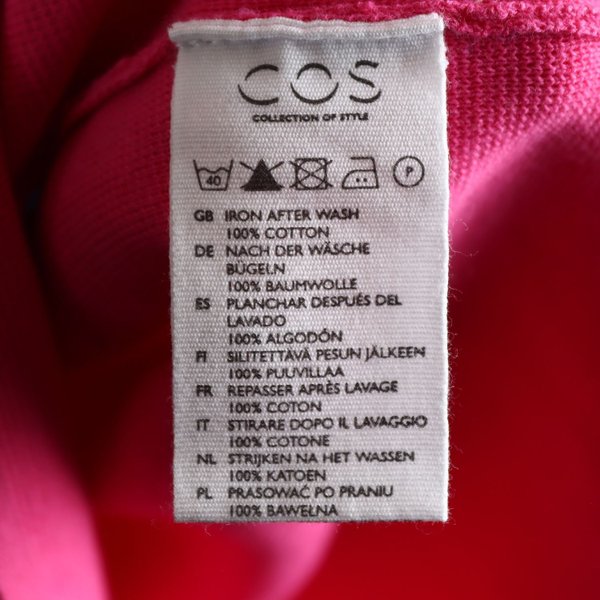 COS
COLLECTION OF STYLE
40 P
GB IRON AFTER WASH
100% COTTON
DE NACH DER WÄSCHE
BÜGELN
100% BAUMWOLLE
ES PLANCHAR DESPUÉS DEL
LAVADO
100% ALGODÓN
FI SILITETTÄVÄ PESUN JÄLKEEN
100% PUUVILLAA
FR REPASSER APRÈS LAVAGE
100% COTON
IT STIRARE DOPO IL LAVAGGIO
100% COTONE
NL STRIJKEN NA HET WASSEN
100% KATOEN
PL PRASOWAĆ PO PRANIU
100% BAWEŁNA